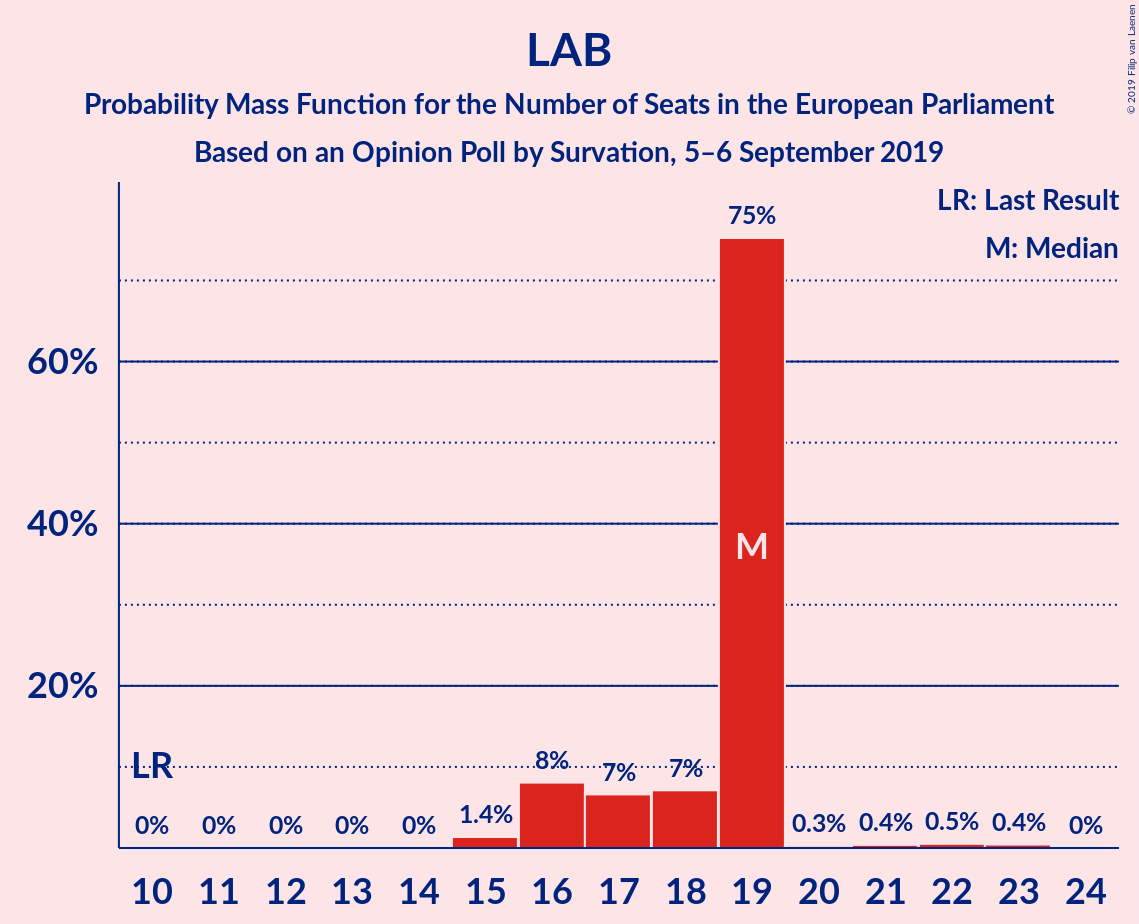 LAB
Probability Mass Function for the Number of Seats in the European Parliament
Based on an Opinion Poll by Survation, 5–6 September 2019
© 2019 Filip van Laenen
LR: Last Result
M: Median
75%
60%
40%
20%
M
LR
0% 0% 0% 0% 0% 1.4% 8% 7% 7% 0.3% 0.4% 0.5% 0.4% 0%
10 11 12 13 14 15 16 17 18 19 20 21 22 23 24